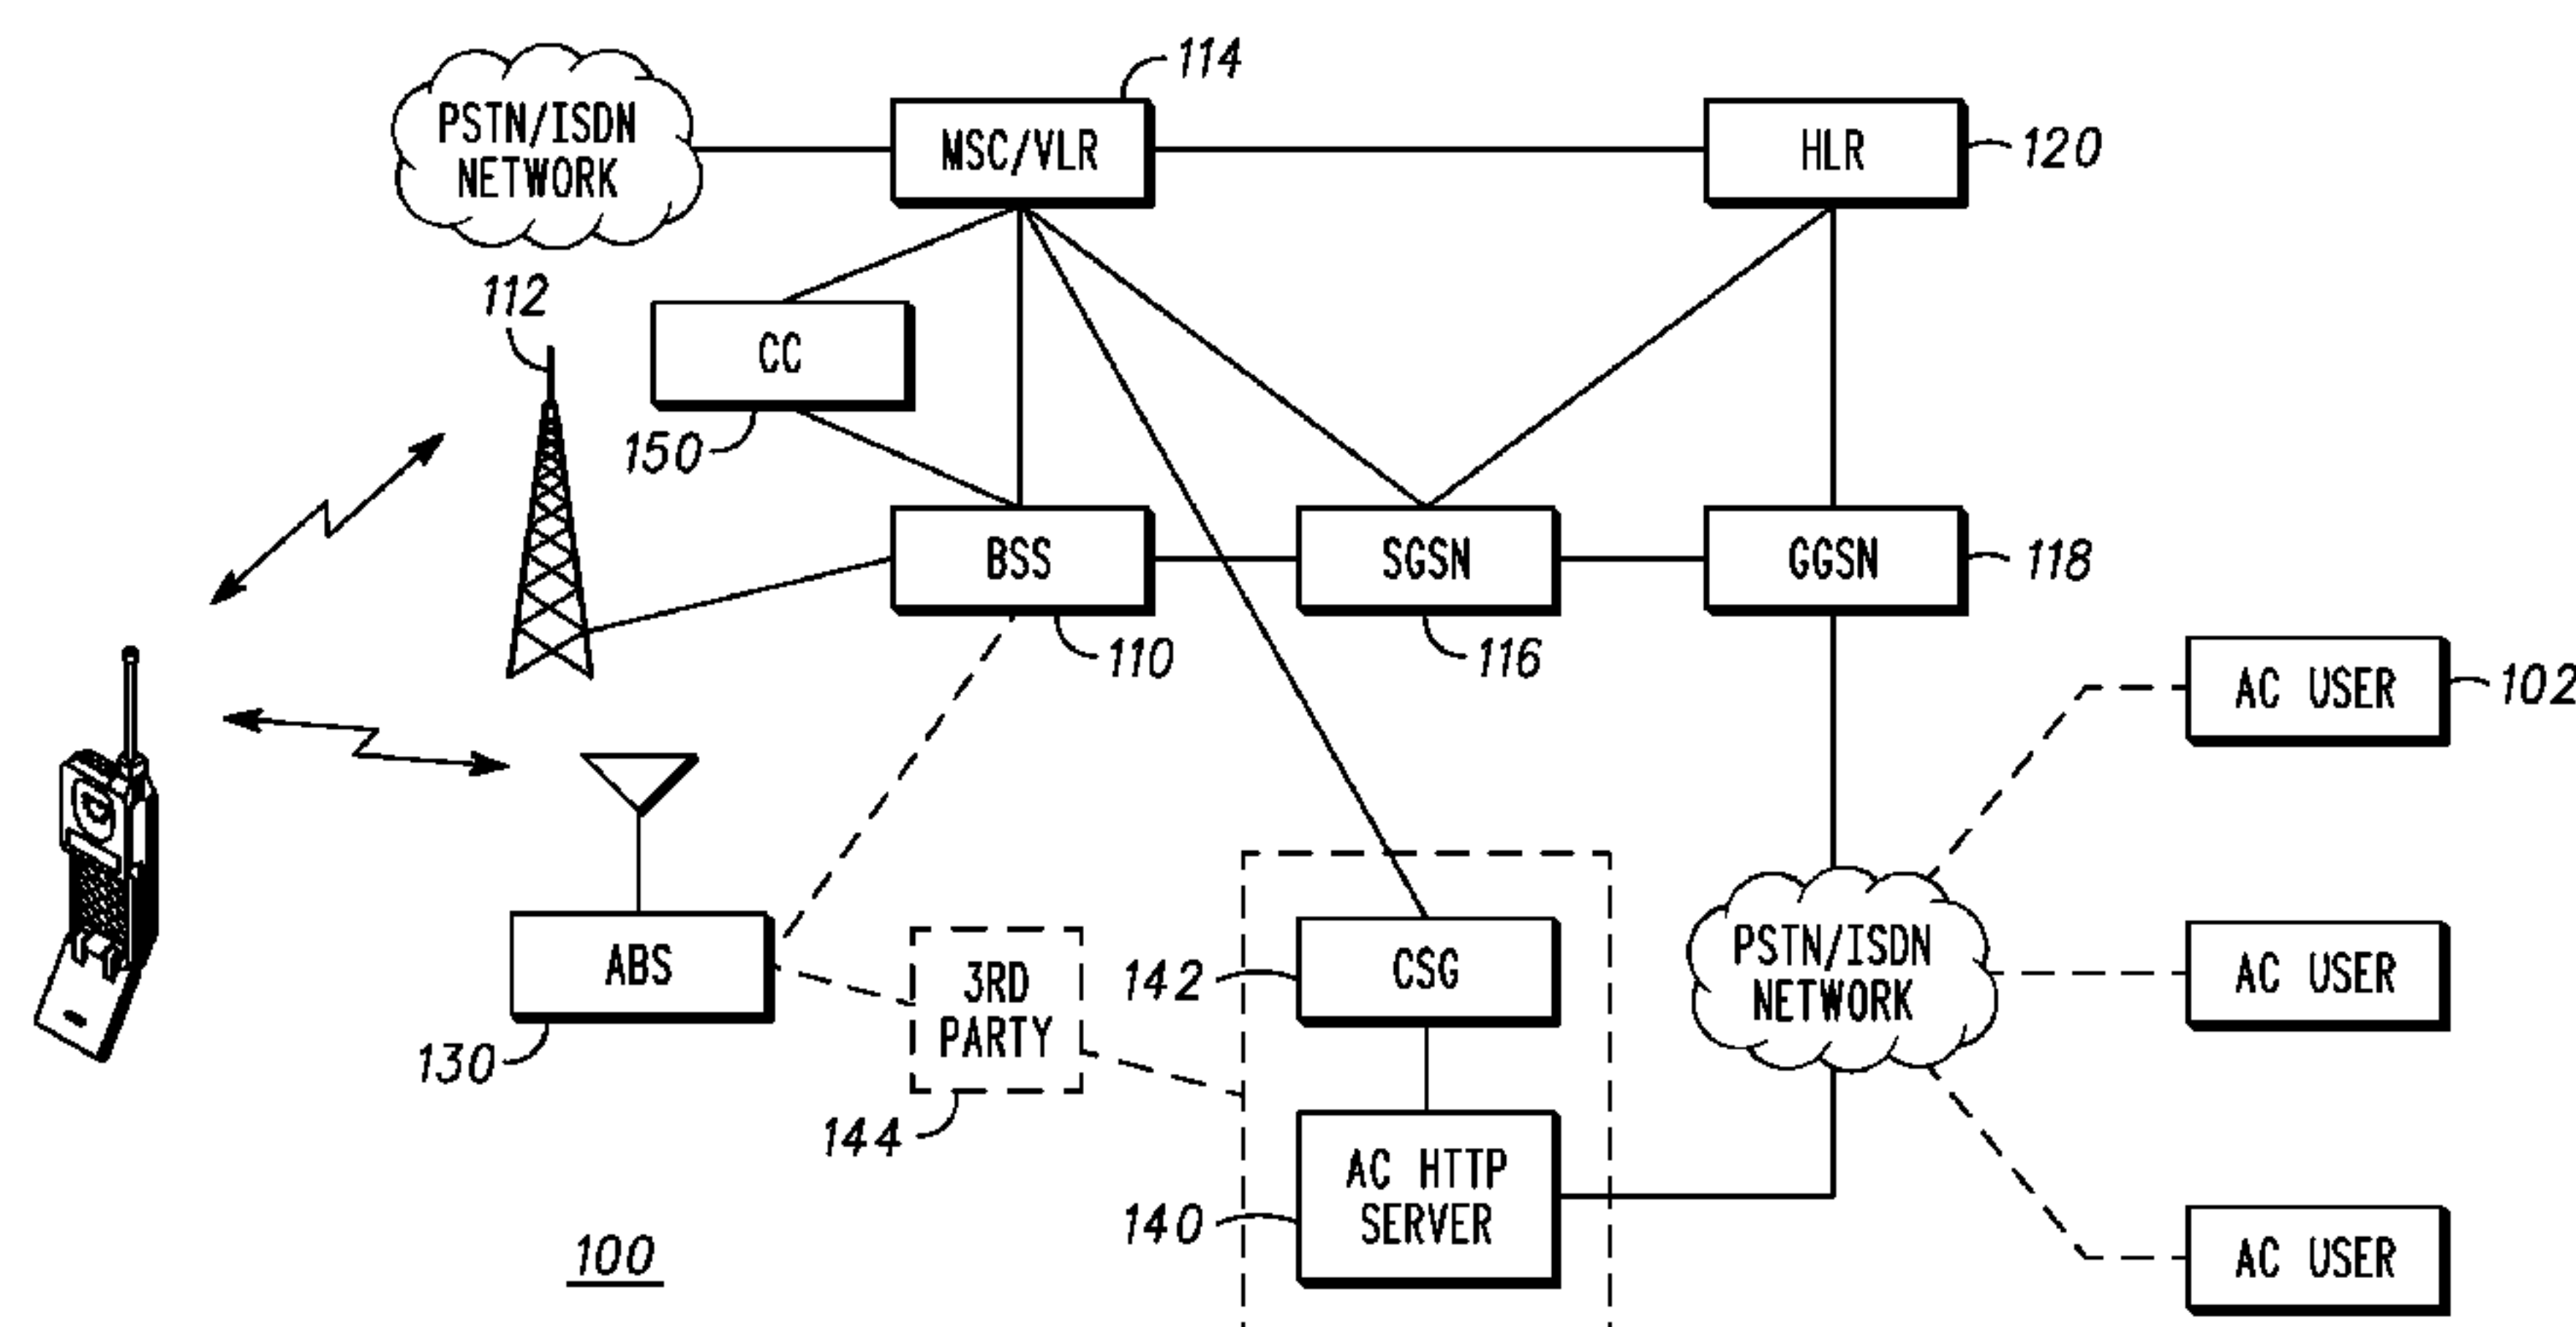 114
PSTN/ISDN
NETWORK
MSC/VLR
HLR
120
112
CC
150
BSS
SGSN
GGSN
118
110
116
AC USER
102
ABS
130
3RD
PARTY
144
142
CSG
PSTN/ISDN
NETWORK
AC USER
140
AC HTTP
SERVER
AC USER
100